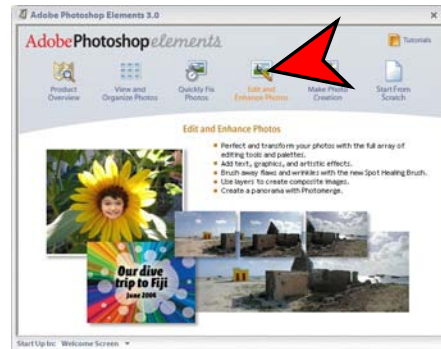 Adobe Photoshop Elements 3.0
Adobe Photoshop elements
Tutorials
Product
Overview
View and
Organize Photos
Quickly Fix
Photos
Edit and
Enhance Photos
Make Photo
Creation
Start From
Scratch
Edit and Enhance Photos
Perfect and transform your photos with the full array of
editing tools and palettes.
Add text, graphics, and artistic effects.
Brush away flaws and wrinkles with the new Spot Healing Brush.
Use layers to create composite images.
Create a panorama with Photomerge.
Our dive
trip to Fiji
June 2004
Start Up In: Welcome Screen